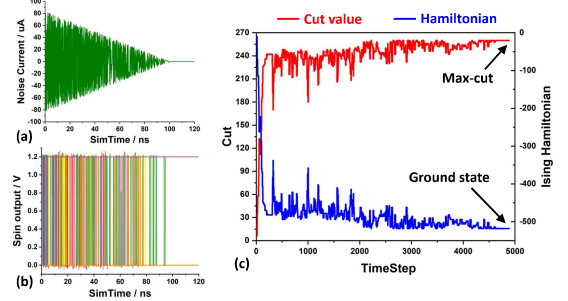 Cut value
Hamiltonian
80
60
40
20
0
-20
-40
-60
-80
Noise Current / uA
0 20 40 60 80 100 120
SimTime / ns
(a)
1.2
1.0
0.8
0.6
0.4
0.2
0.0
Spin output / V
0 20 40 60 80 100 120
SimTime / ns
(b)
270
240
210
180
150
120
90
60
30
0
Cut
0
-100
-200
-300
-400
-500
Ising Hamiltonian
Max-cut
Ground state
0 1000 2000 3000 4000 5000
TimeStep
(c)